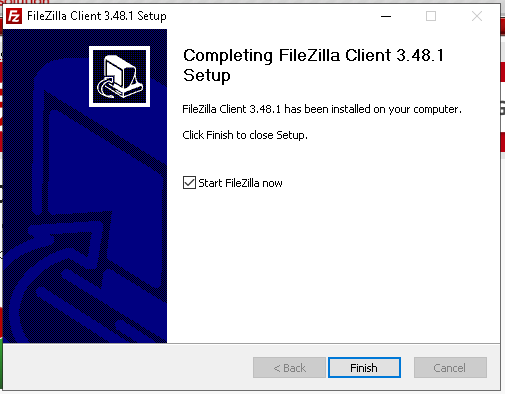 FileZilla Client 3.48.1 Setup
Completing FileZilla Client 3.48.1
Setup
FileZilla Client 3.48.1 has been installed on your computer.
Click Finish to close Setup.
Start FileZilla now
< Back
Finish
Cancel